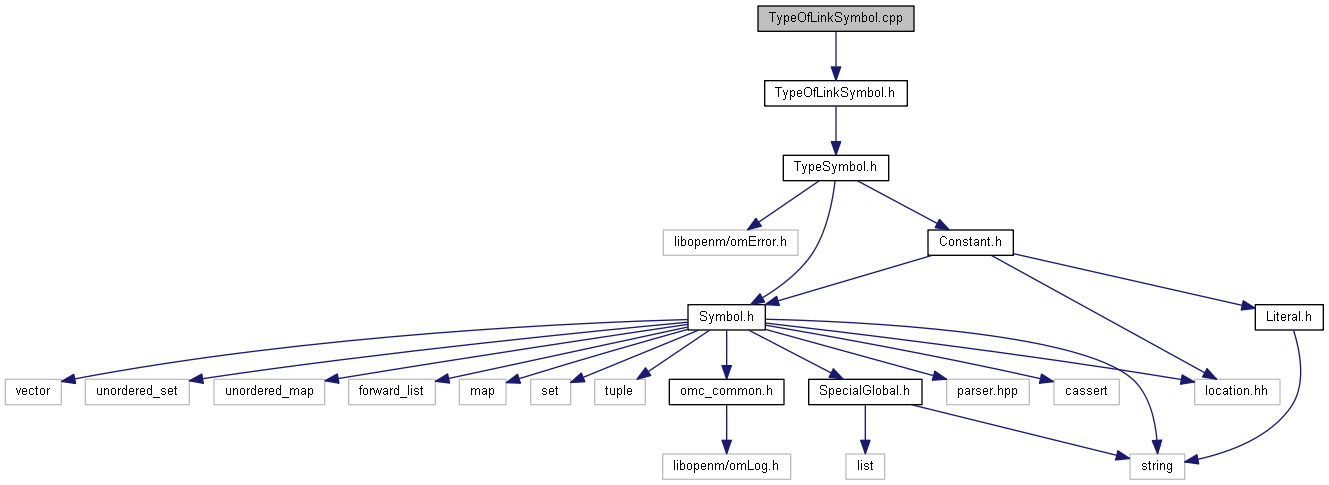 TypeOfLinkSymbol.cpp
TypeOfLinkSymbol.h
TypeSymbol.h
libopenm/omError.h
Constant.h
Symbol.h
Literal.h
vector
unordered_set
unordered_map
forward_list
map
set
tuple
omc_common.h
SpecialGlobal.h
parser.hpp
cassert
location.hh
libopenm/omLog.h
list
string